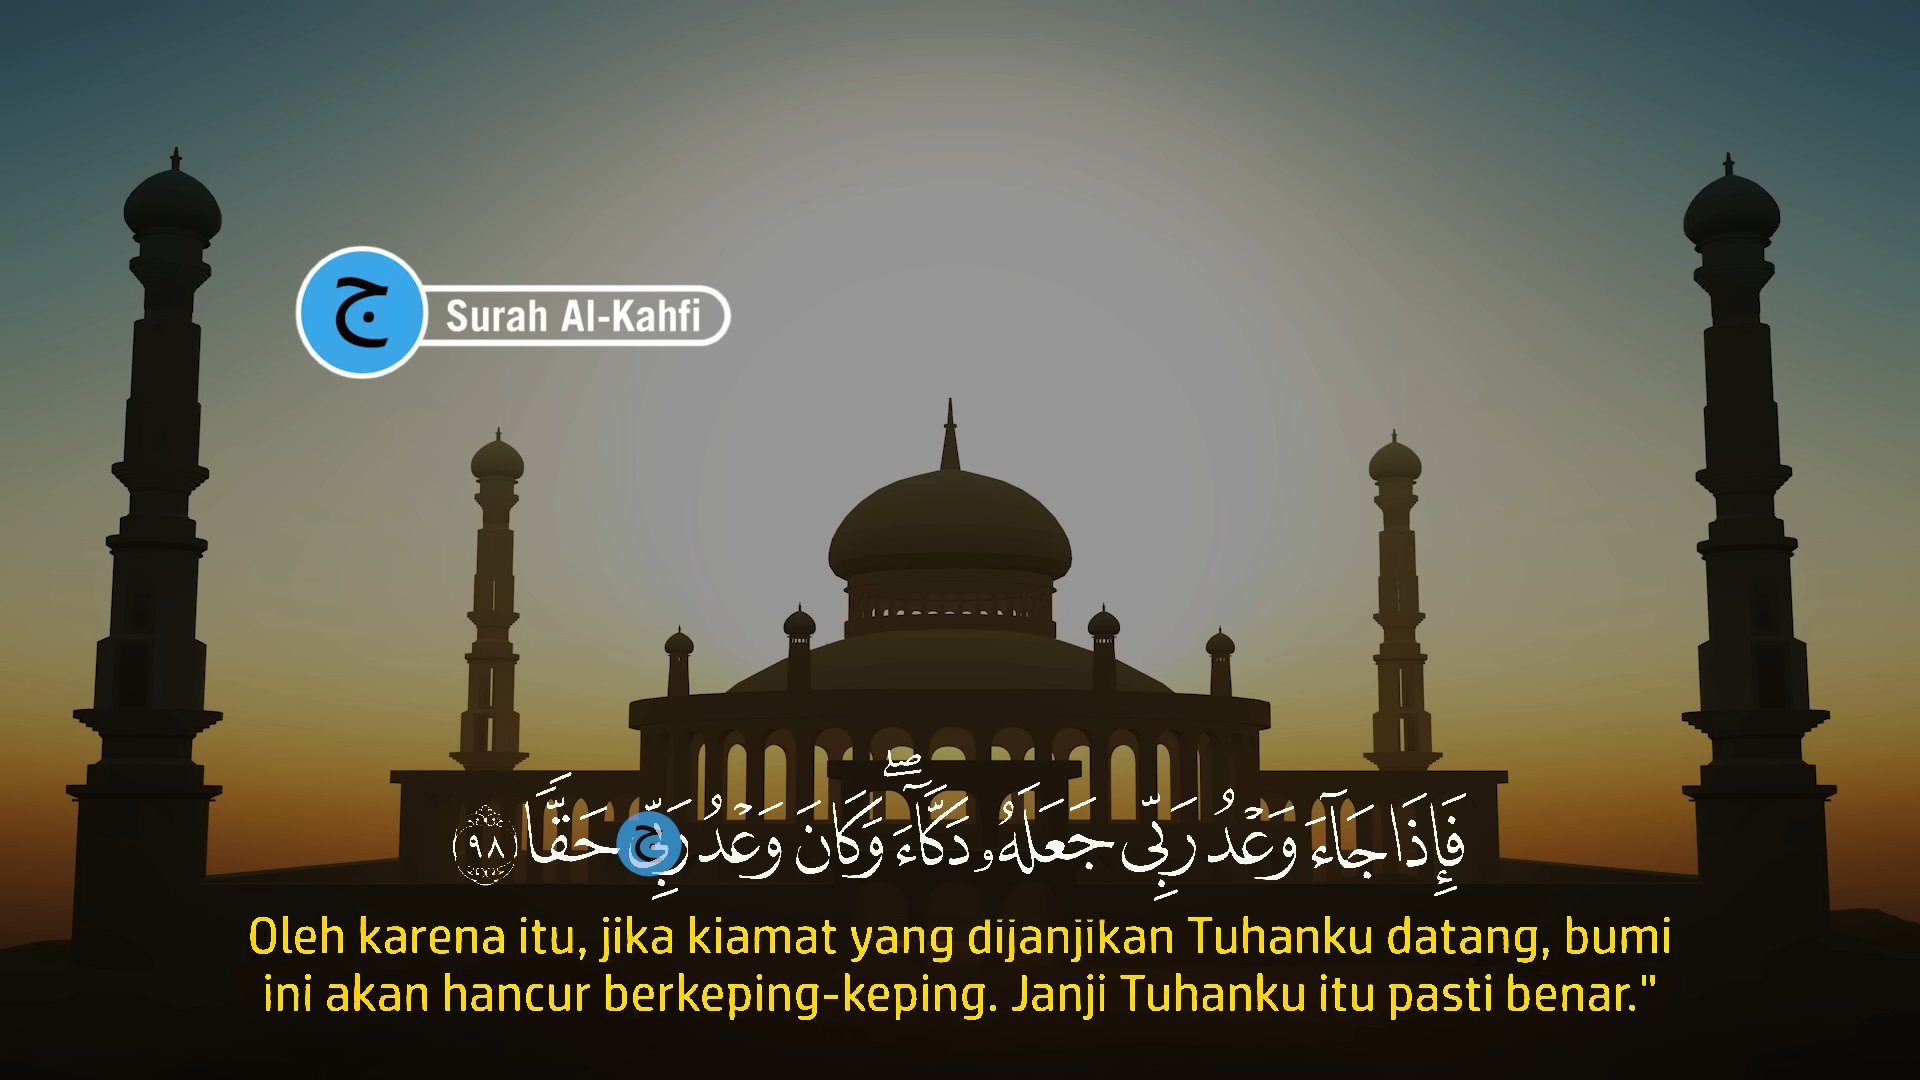 ج
Surah Al-Kahfi
فَإِذَا جَآءَ وَعْدُ رَبِّى جَعَلَهُۥ دَكَّآءَ ۖ وَكَانَ وَعْدُ رَبِّى حَقًّا ٩٨
ج
Oleh karena itu, jika kiamat yang dijanjikan Tuhanku datang, bumi
ini akan hancur berkeping-keping. Janji Tuhanku itu pasti benar."